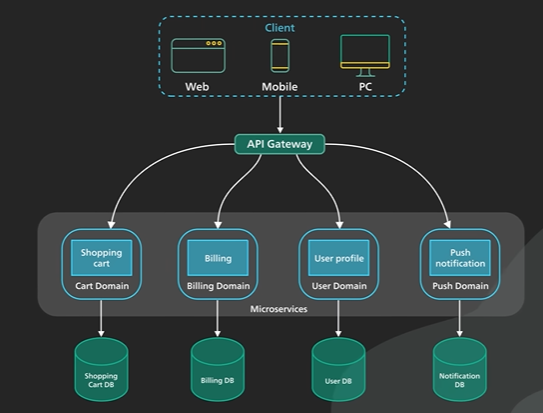 Client
Web
Mobile
PC
API Gateway
Shopping
cart
Cart Domain
Billing
Billing Domain
User profile
User Domain
Push
notification
Push Domain
Microservices
Shopping
Cart DB
Billing DB
User DB
Notification
DB